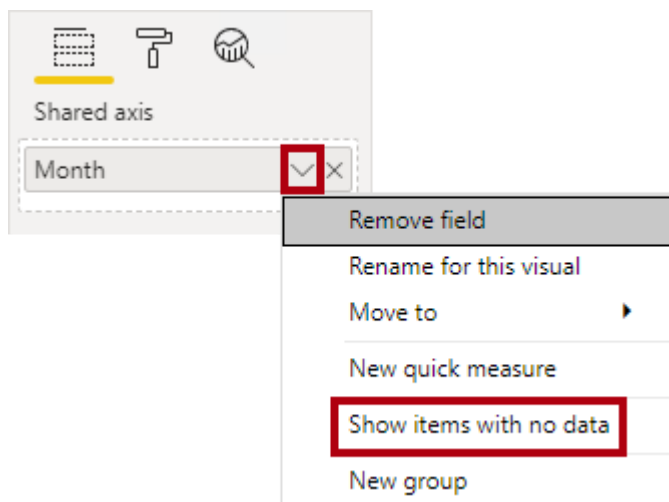 Shared axis
Month
Remove field
Rename for this visual
Move to
New quick measure
Show items with no data
New group